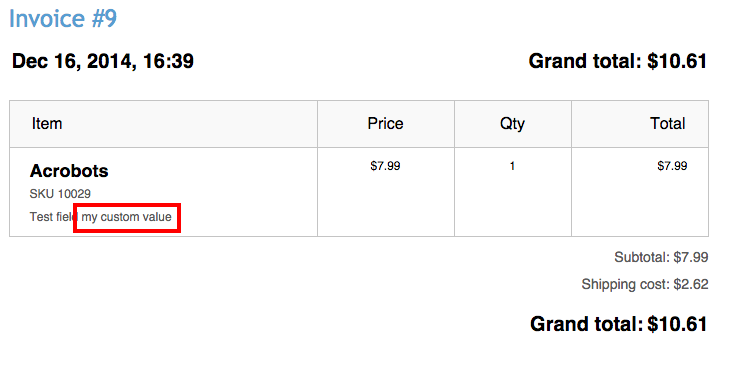 Invoice #9
Dec 16, 2014, 16:39 Grand total: $10.61
Item Price Qty Total
Acrobots $7.99 1 $7.99
SKU 10029
Test field my custom value
Subtotal: $7.99
Shipping cost: $2.62
Grand total: $10.61